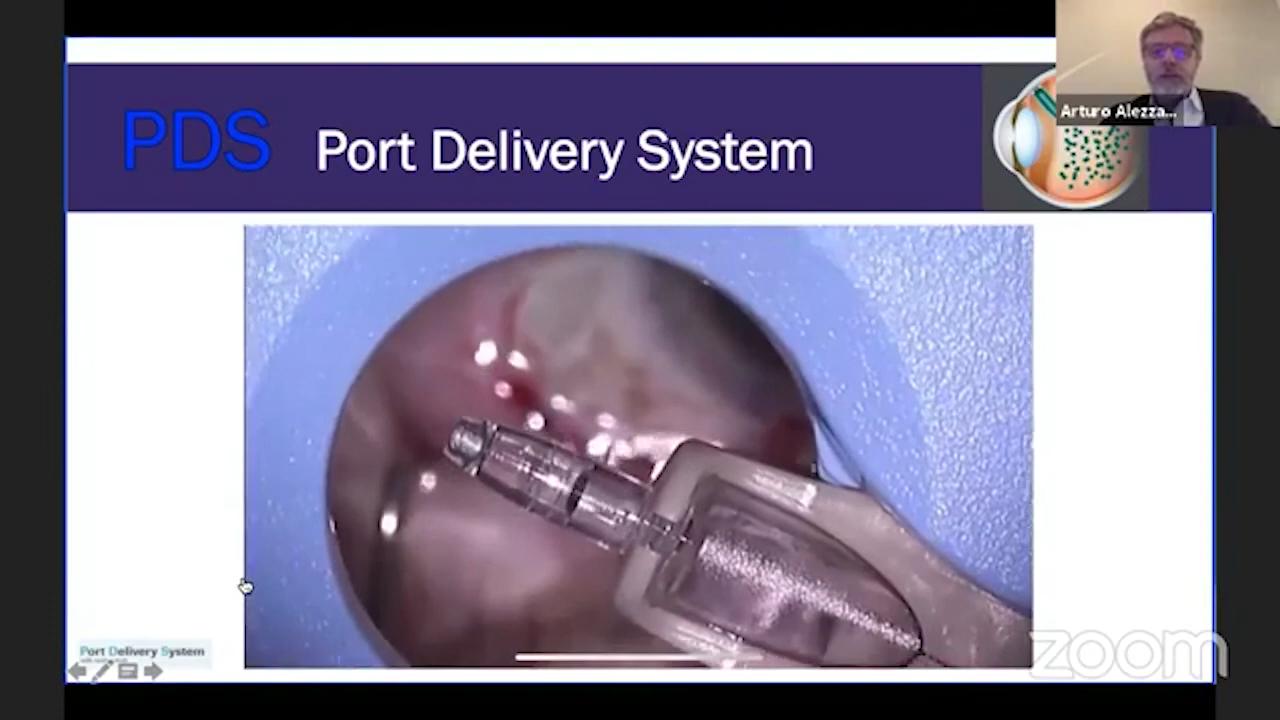 PDS Port Delivery System
Arturo Alezza...
Port Delivery System
zoom